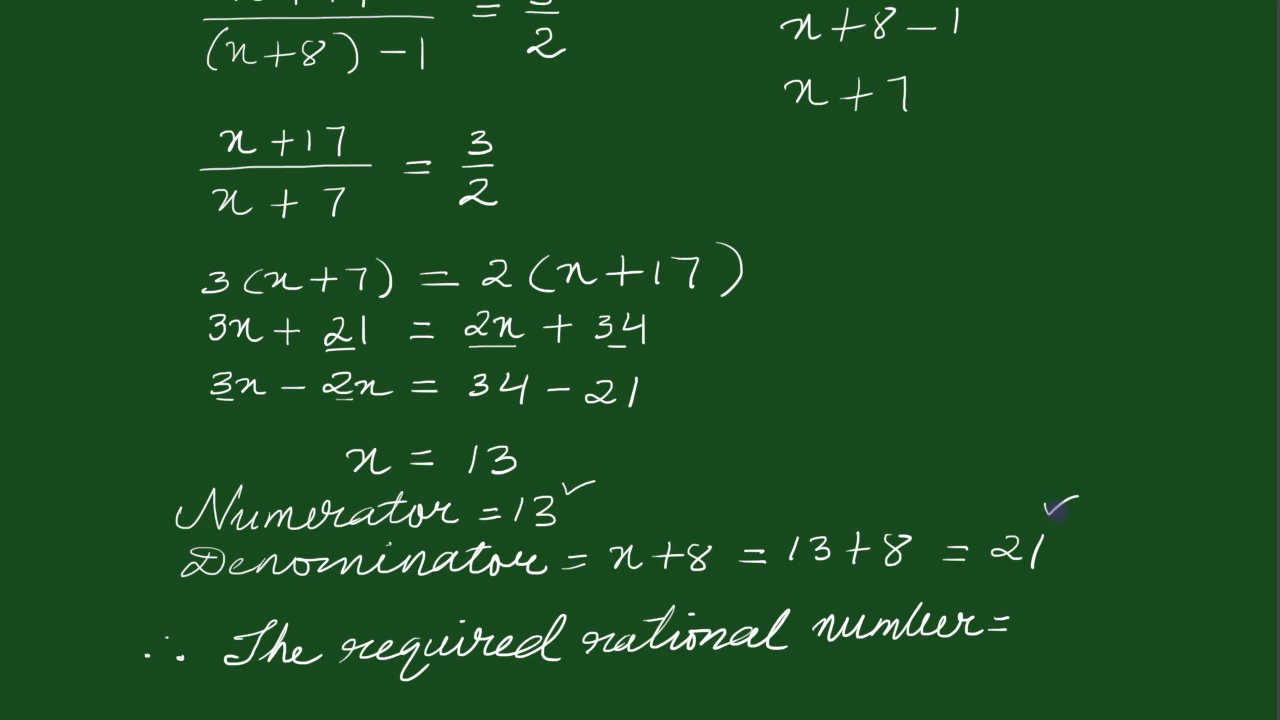 (x+8)-1 = 3/2
x+8-1
x+7
x+17/x+7 = 3/2
3(x+7) = 2(x+17)
3x+21 = 2x+34
3x-2x = 34-21
x = 13
Numerator = 13 ✓
Denominator = x+8 = 13+8 = 21 ✓
∴ The required rational number =